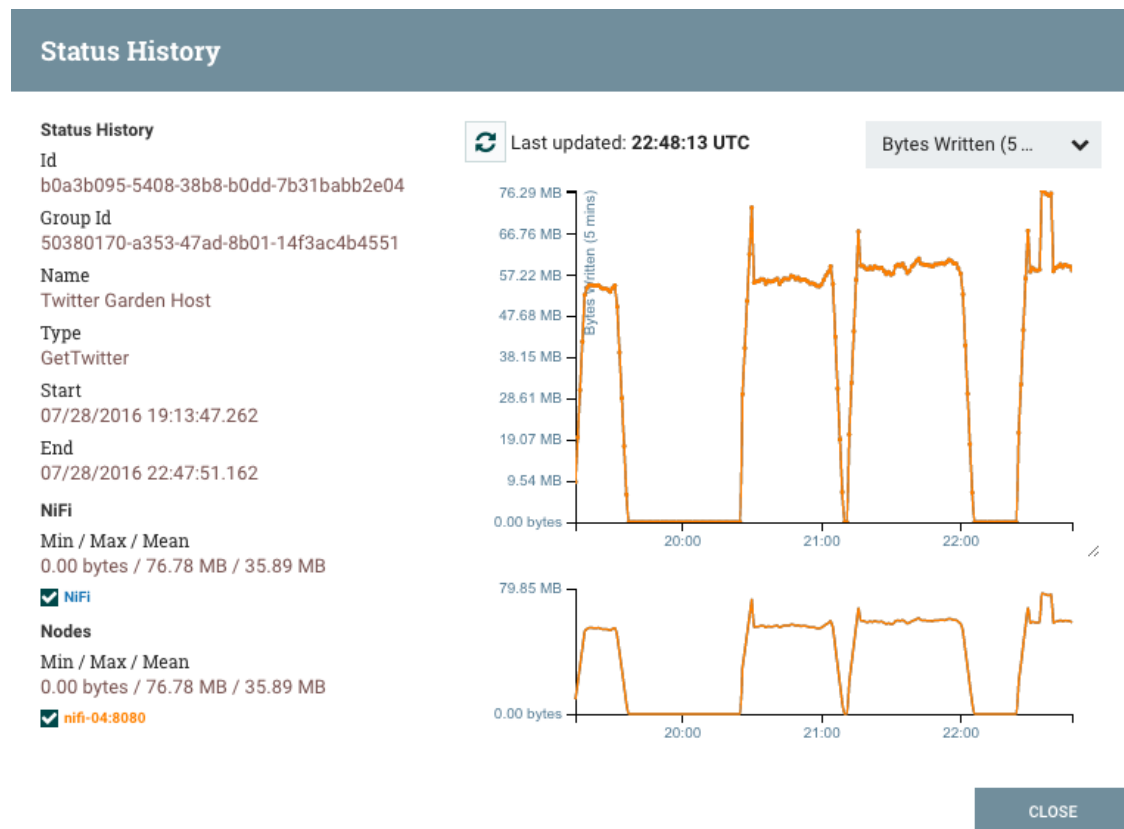 Status History
Status History
Id
b0a3b095-5408-38b8-b0dd-7b31babb2e04
Group Id
50380170-a353-47ad-8b01-14f3ac4b4551
Name
Twitter Garden Host
Type
GetTwitter
Start
07/28/2016 19:13:47.262
End
07/28/2016 22:47:51.162
NiFi
Min / Max / Mean
0.00 bytes / 76.78 MB / 35.89 MB
NiFi
Nodes
Min / Max / Mean
0.00 bytes / 76.78 MB / 35.89 MB
nifi-04:8080
Last updated: 22:48:13 UTC
Bytes Written (5 ...
76.29 MB
66.76 MB
57.22 MB
47.68 MB
38.15 MB
28.61 MB
19.07 MB
9.54 MB
0.00 bytes
Bytes Written (5 mins)
20:00 21:00 22:00
79.85 MB
0.00 bytes
20:00 21:00 22:00
CLOSE